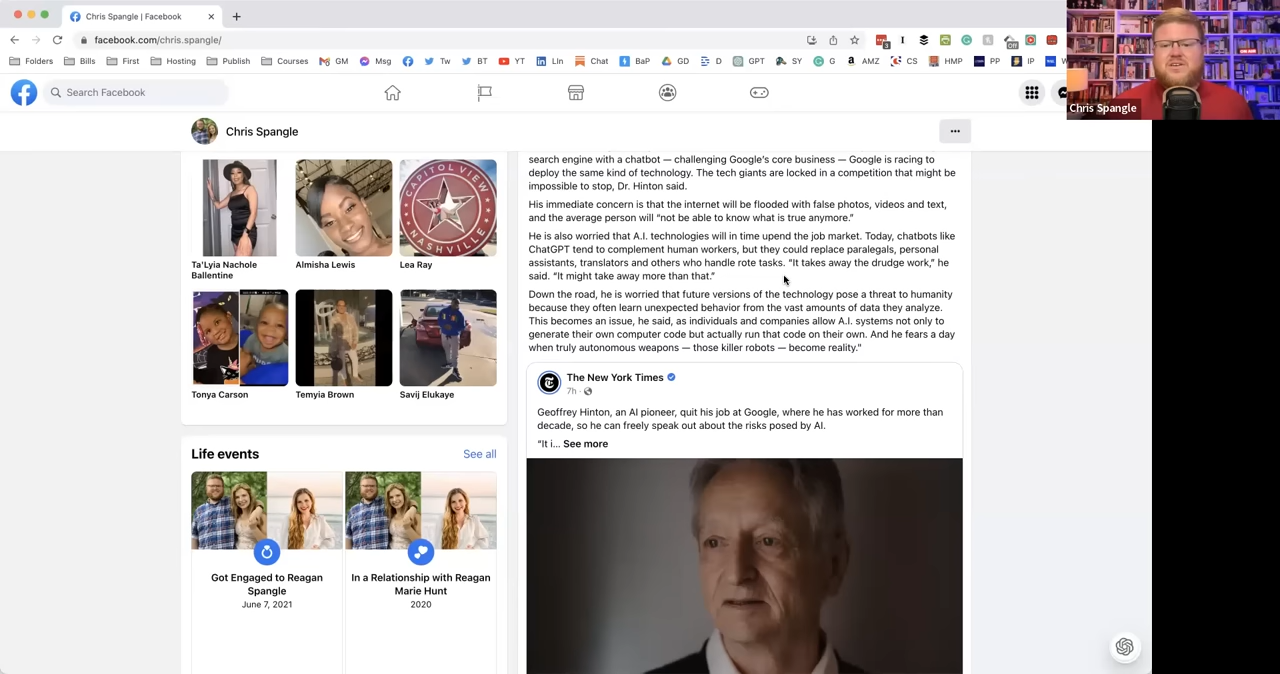 Chris Spangle | Facebook
facebook.com/chris.spangle/
Folders
Bills
First
Hosting
Publish
Courses
GM
Msg
Tw
BT
YT
Lin
Chat
BaP
GD
D
GPT
SY
G
AMZ
CS
HMP
PP
IP
3
Off
Chris Spangle
Search Facebook
Chris Spangle
CAPITOL VIEW
NASHVILLE
Ta'Lyia Nachole
Ballentine
Almisha Lewis
Lea Ray
Tonya Carson
Temyia Brown
Savij Elukaye
Life events
See all
Got Engaged to Reagan
Spangle
June 7, 2021
In a Relationship with Reagan
Marie Hunt
2020
search engine with a chatbot — challenging Google's core business — Google is racing to
deploy the same kind of technology. The tech giants are locked in a competition that might be
impossible to stop, Dr. Hinton said.
His immediate concern is that the internet will be flooded with false photos, videos and text,
and the average person will “not be able to know what is true anymore.”
He is also worried that A.I. technologies will in time upend the job market. Today, chatbots like
ChatGPT tend to complement human workers, but they could replace paralegals, personal
assistants, translators and others who handle rote tasks. “It takes away the drudge work,” he
said. “It might take away more than that.”
Down the road, he is worried that future versions of the technology pose a threat to humanity
because they often learn unexpected behavior from the vast amounts of data they analyze.
This becomes an issue, he said, as individuals and companies allow A.I. systems not only to
generate their own computer code but actually run that code on their own. And he fears a day
when truly autonomous weapons — those killer robots — become reality."
The New York Times
7h ·
Geoffrey Hinton, an AI pioneer, quit his job at Google, where he has worked for more than
decade, so he can freely speak out about the risks posed by AI.
“It i... See more